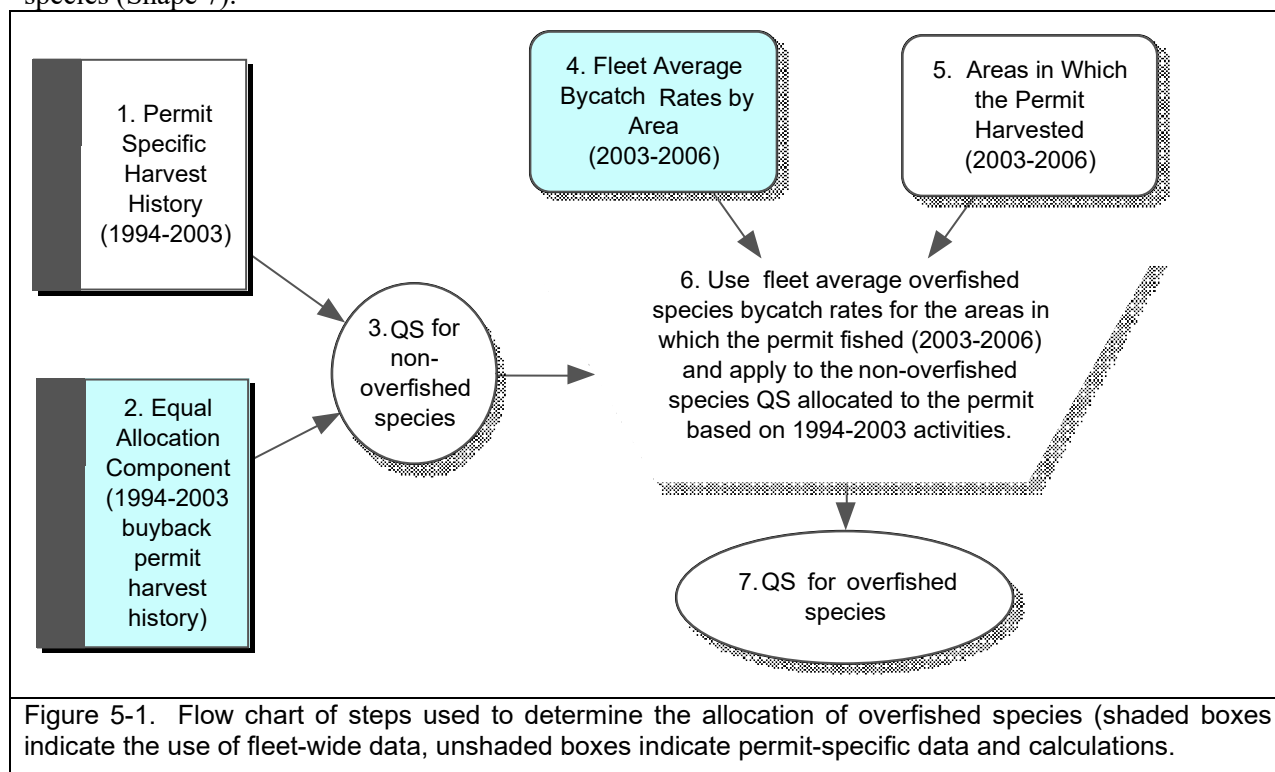 species (Shape 7).
1. Permit
Specific
Harvest
History
(1994-2003)
2. Equal
Allocation
Component
(1994-2003
buyback
permit
harvest
history)
3. QS for
non-
overfished
species
4. Fleet Average
Bycatch Rates by
Area
(2003-2006)
5. Areas in Which
the Permit
Harvested
(2003-2006)
6. Use fleet average overfished
species bycatch rates for the areas in
which the permit fished (2003-2006)
and apply to the non-overfished
species QS allocated to the permit
based on 1994-2003 activities.
7. QS for overfished
species
Figure 5-1. Flow chart of steps used to determine the allocation of overfished species (shaded boxes
indicate the use of fleet-wide data, unshaded boxes indicate permit-specific data and calculations.